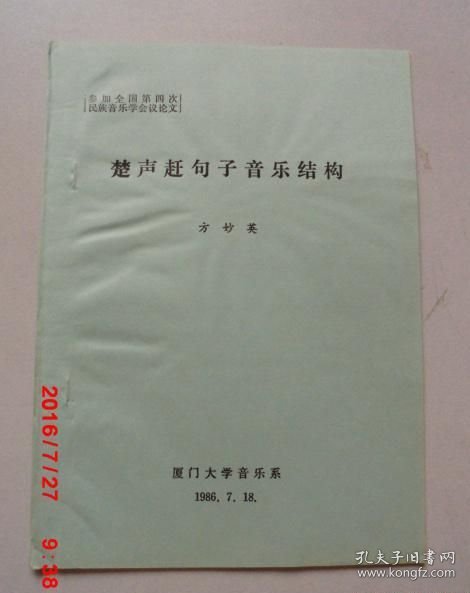 参加全国第四次
民族音乐学会议论文
楚声赶句子音乐结构
方妙英
厦门大学音乐系
1986.7.18.
2016/7/27 9:38
孔夫子旧书网
www.kongfz.com